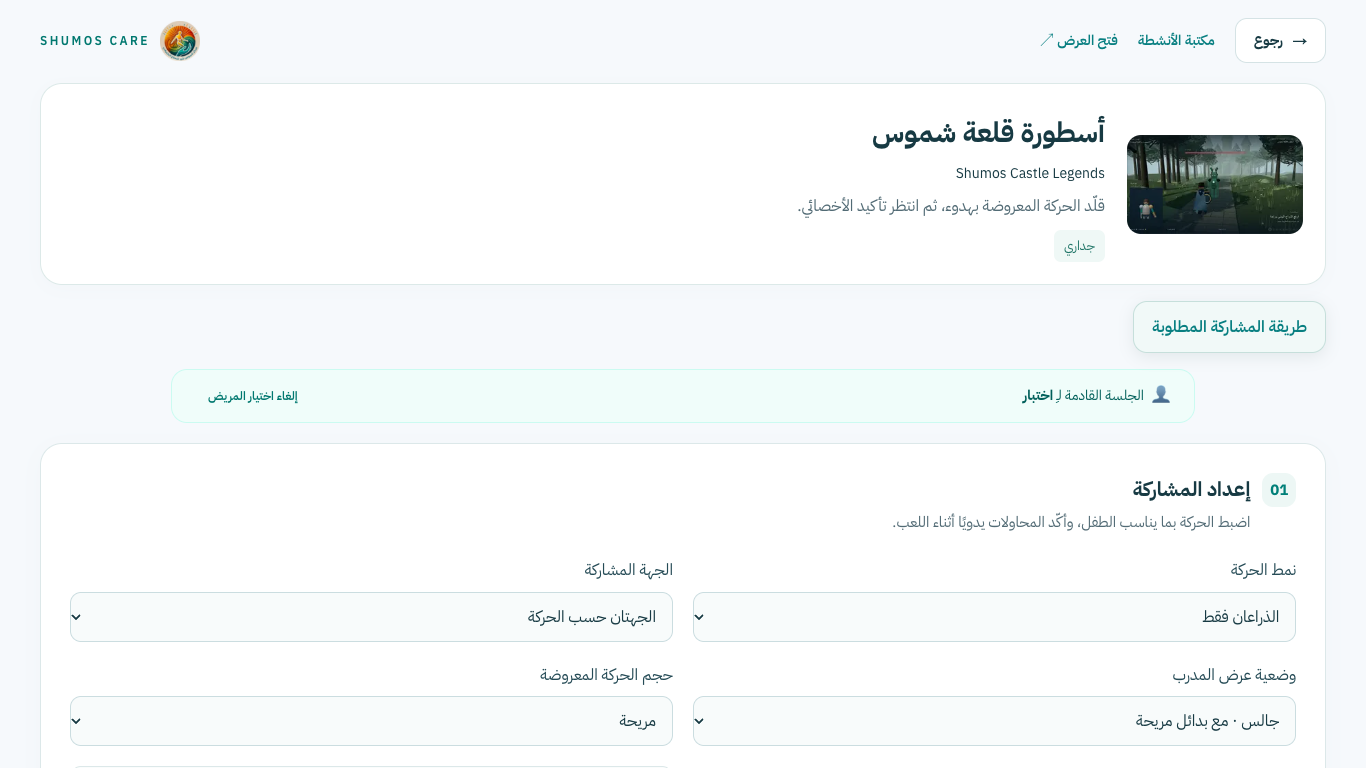 → رجوع
مكتبة الأنشطة
فتح العرض ↗
SHUMOS CARE
أسطورة قلعة شموس
Shumos Castle Legends
قلّد الحركة المعروضة بهدوء، ثم انتظر تأكيد الأخصائي.
جداري
طريقة المشاركة المطلوبة
الجلسة القادمة لـ اختبار
إلغاء اختيار المريض
01
إعداد المشاركة
اضبط الحركة بما يناسب الطفل، وأكّد المحاولات يدويًا أثناء اللعب.
نمط الحركة
الذراعان فقط
الجهة المشاركة
الجهتان حسب الحركة
وضعية عرض المدرب
جالس · مع بدائل مريحة
حجم الحركة المعروضة
مريحة